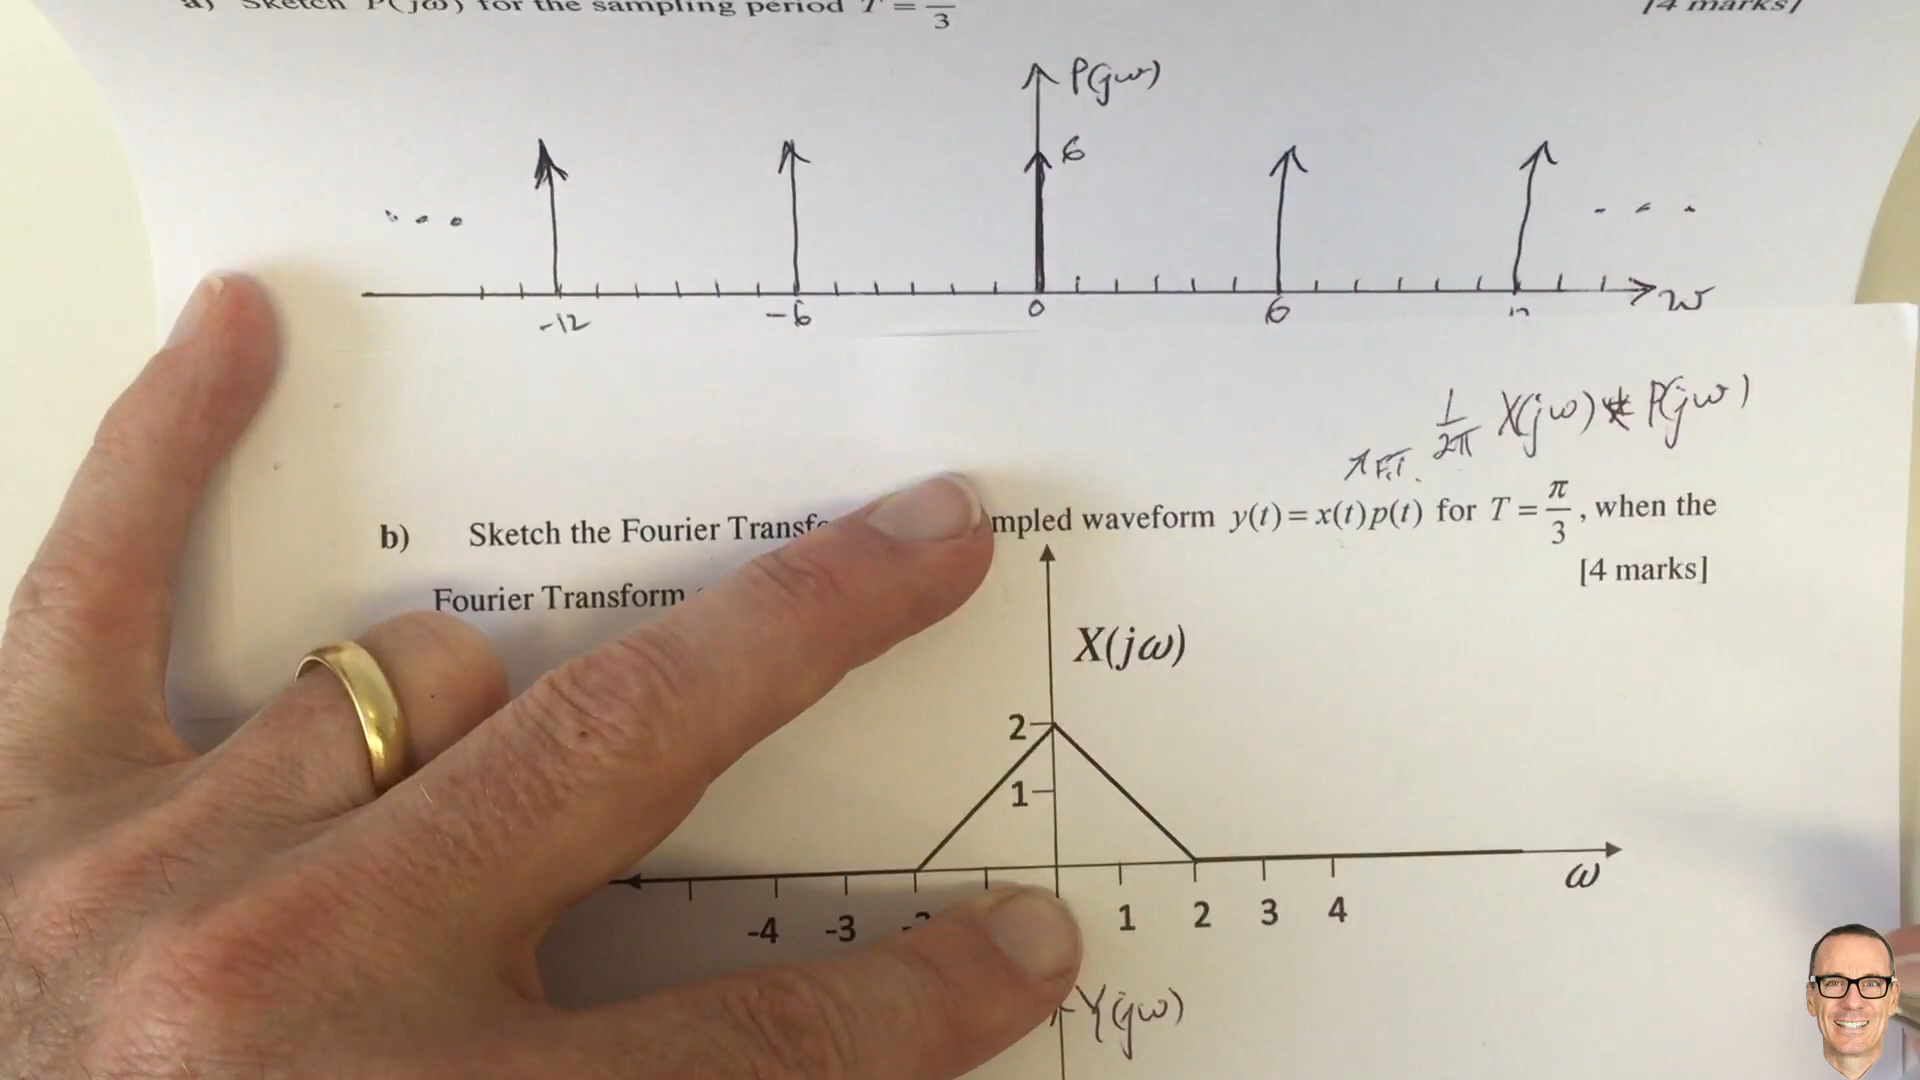 a) Sketch P(jω) for the sampling period T = _/3 [4 marks]
P(jω)
6
-12 -6 0 6 12 ω
1/2π X(jω) * P(jω)
F.T.
b) Sketch the Fourier Transfo mpled waveform y(t) = x(t)p(t) for T = π/3, when the
[4 marks]
Fourier Transform
X(jω)
2
1
ω
-4 -3 1 2 3 4
Y(jω)